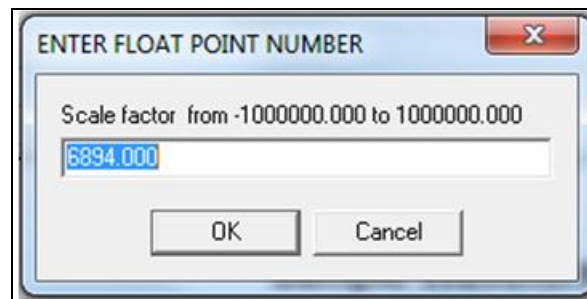 ENTER FLOAT POINT NUMBER
Scale factor from -1000000.000 to 1000000.000
6894.000
OK Cancel